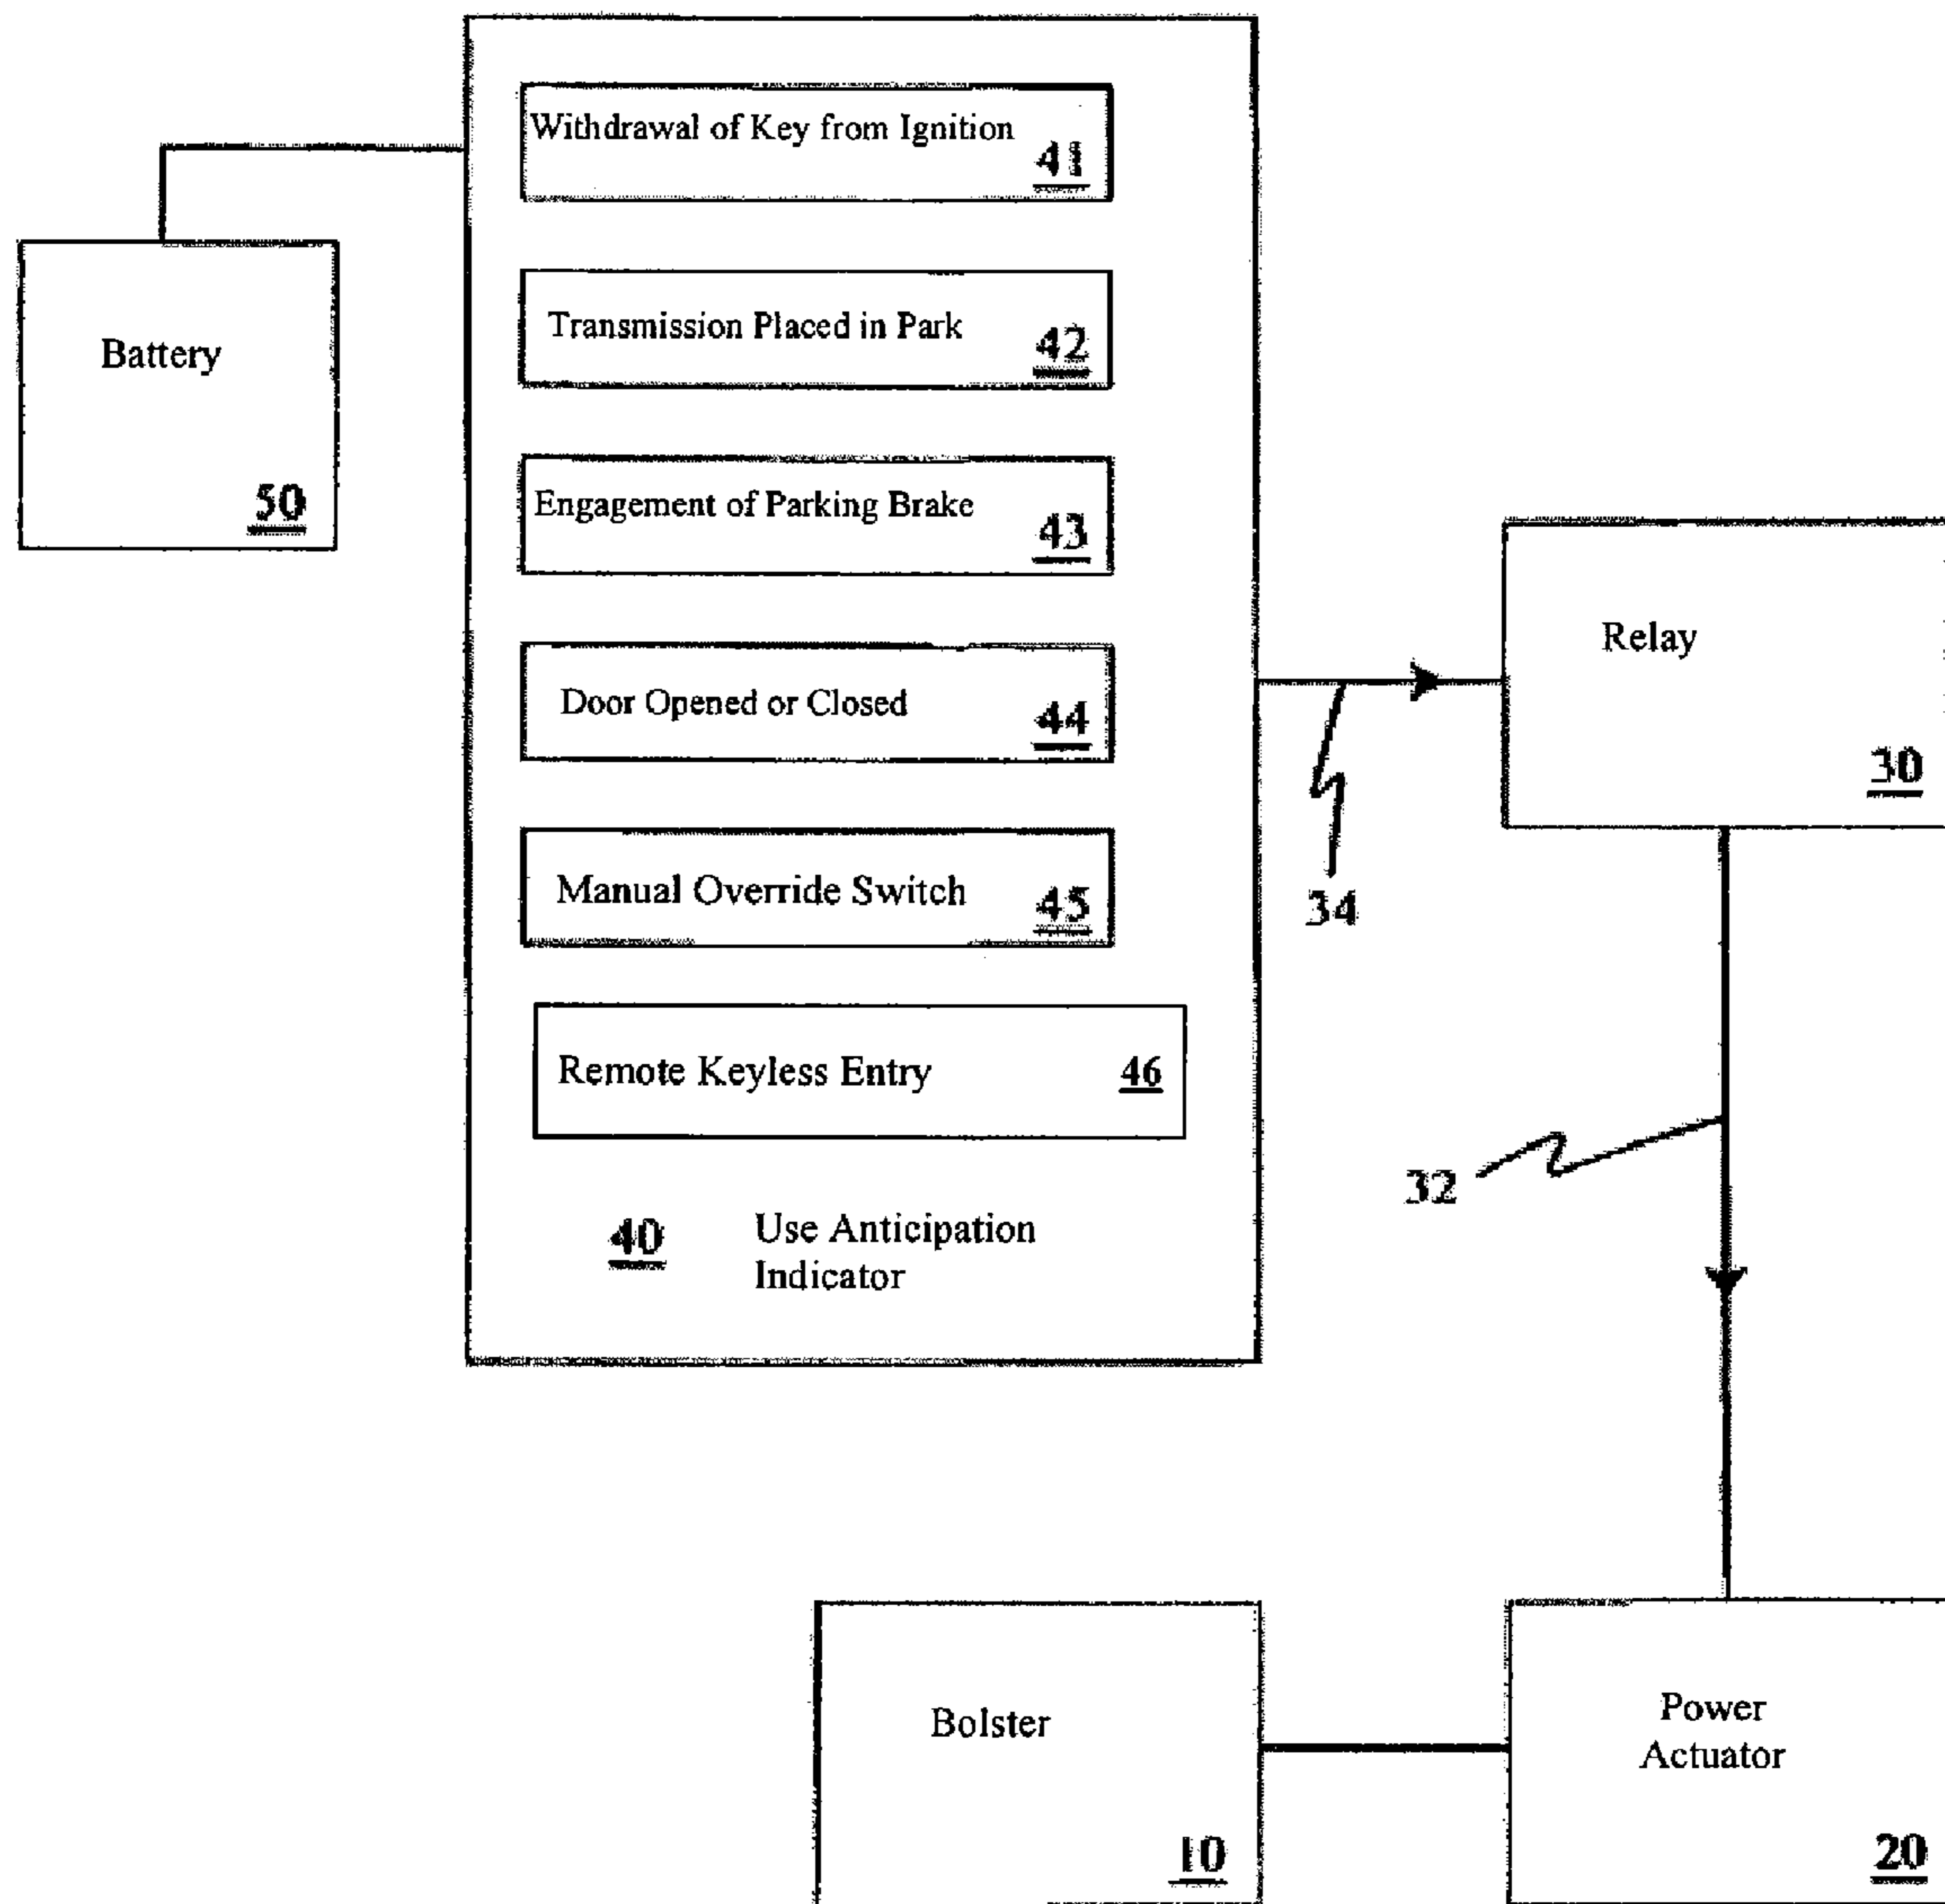 Withdrawal of Key from Ignition
41
Transmission Placed in Park
42
Battery
50
Engagement of Parking Brake
43
Door Opened or Closed
44
Manual Override Switch
45
Remote Keyless Entry 46
40 Use Anticipation
Indicator
34
Relay
30
32
Bolster
10
Power
Actuator
20